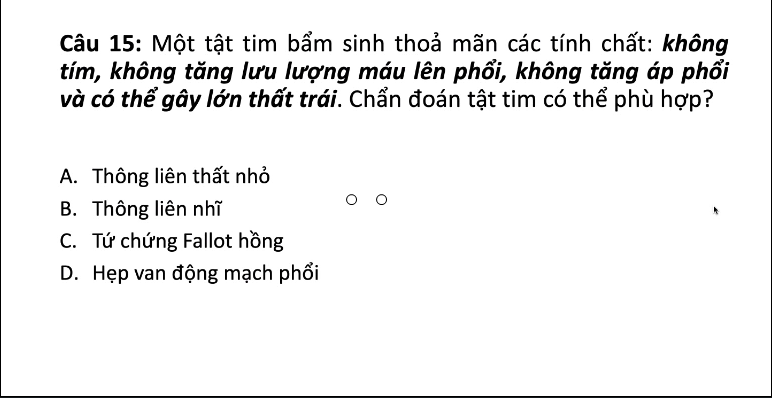 Câu 15: Một tật tim bẩm sinh thoả mãn các tính chất: không
tím, không tăng lưu lượng máu lên phổi, không tăng áp phổi
và có thể gây lớn thất trái. Chẩn đoán tật tim có thể phù hợp?
A. Thông liên thất nhỏ
B. Thông liên nhĩ
C. Tứ chứng Fallot hồng
D. Hẹp van động mạch phổi